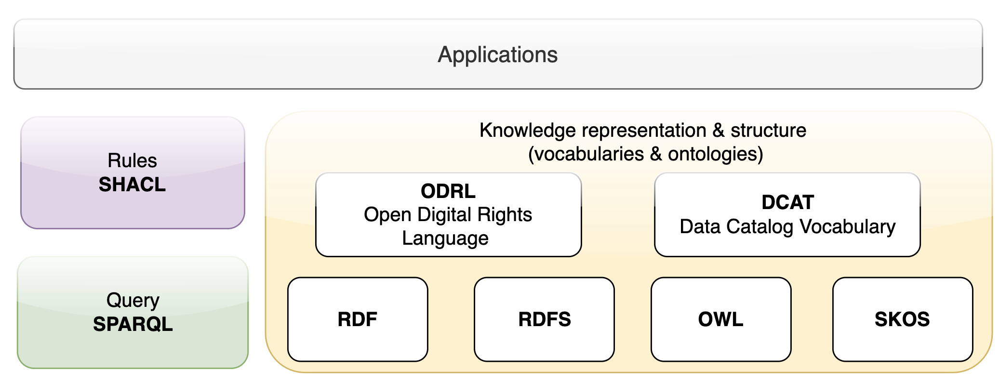 Applications
Rules
SHACL
Query
SPARQL
Knowledge representation & structure
(vocabularies & ontologies)
ODRL
Open Digital Rights
Language
DCAT
Data Catalog Vocabulary
RDF
RDFS
OWL
SKOS